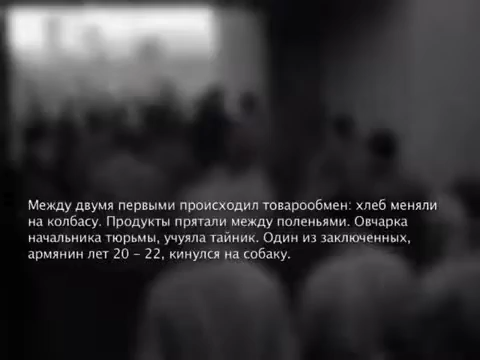 Между двумя первыми происходил товарообмен: хлеб меняли
на колбасу. Продукты прятали между поленьями. Овчарка
начальника тюрьмы, учуяла тайник. Один из заключенных,
армянин лет 20 - 22, кинулся на собаку.